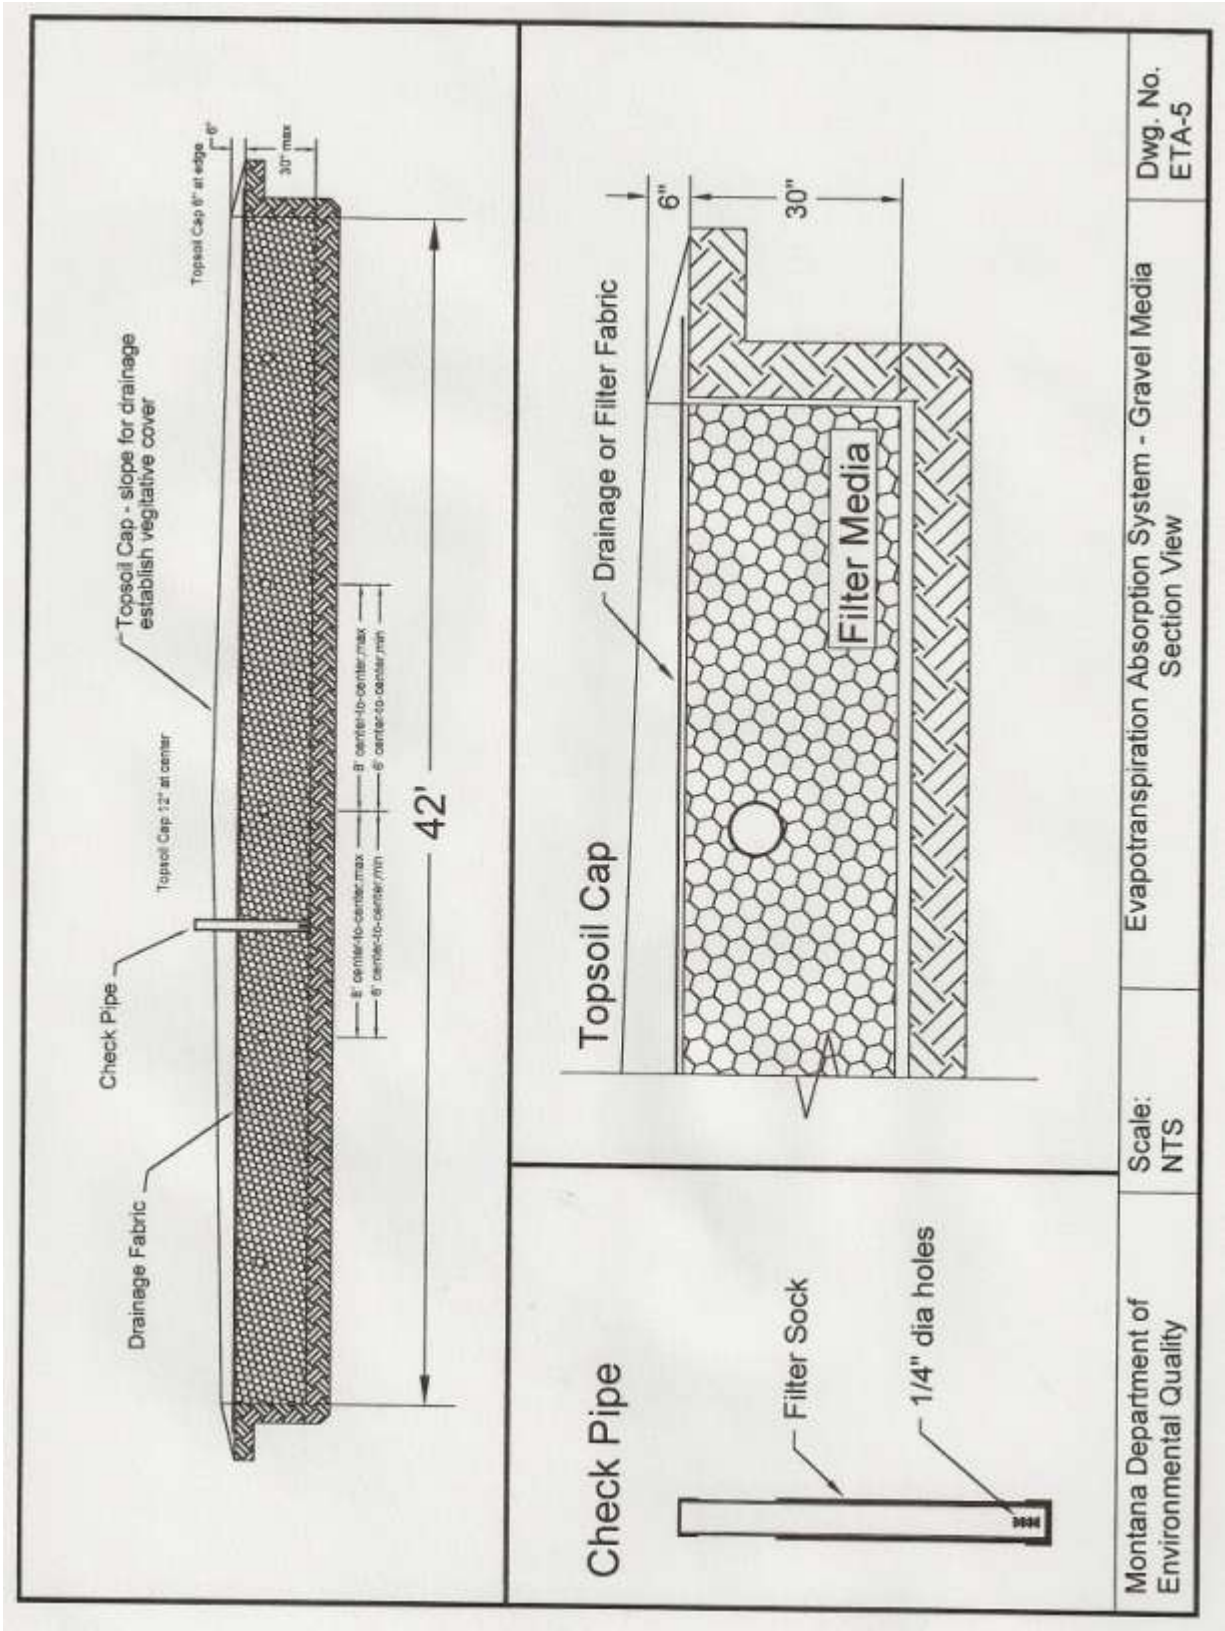 Drainage Fabric
Check Pipe
Topsoil Cap - slope for drainage
establish vegitative cover
Topsoil Cap 12" at center
Topsoil Cap 6" at edge
6"
30" max
8' center-to-center,max
6' center-to-center,min
8' center-to-center,max
6' center-to-center,min
42'
Check Pipe
Filter Sock
1/4" dia holes
Topsoil Cap
Drainage or Filter Fabric
6"
30"
Filter Media
Montana Department of
Environmental Quality
Scale:
NTS
Evapotranspiration Absorption System - Gravel Media
Section View
Dwg. No.
ETA-5